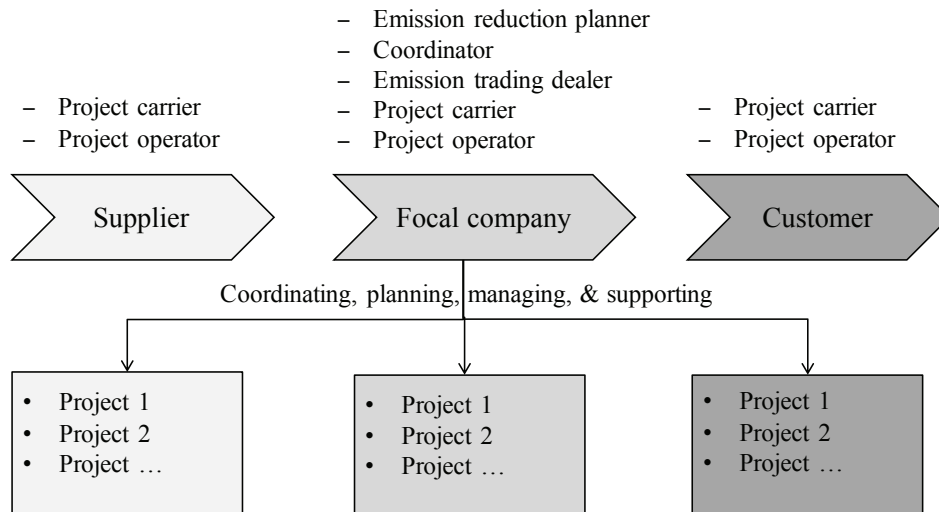 – Emission reduction planner
– Coordinator
– Emission trading dealer
– Project carrier
– Project operator
– Project carrier
– Project operator
– Project carrier
– Project operator
Supplier
Focal company
Customer
Coordinating, planning, managing, & supporting
• Project 1
• Project 2
• Project …
• Project 1
• Project 2
• Project …
• Project 1
• Project 2
• Project …